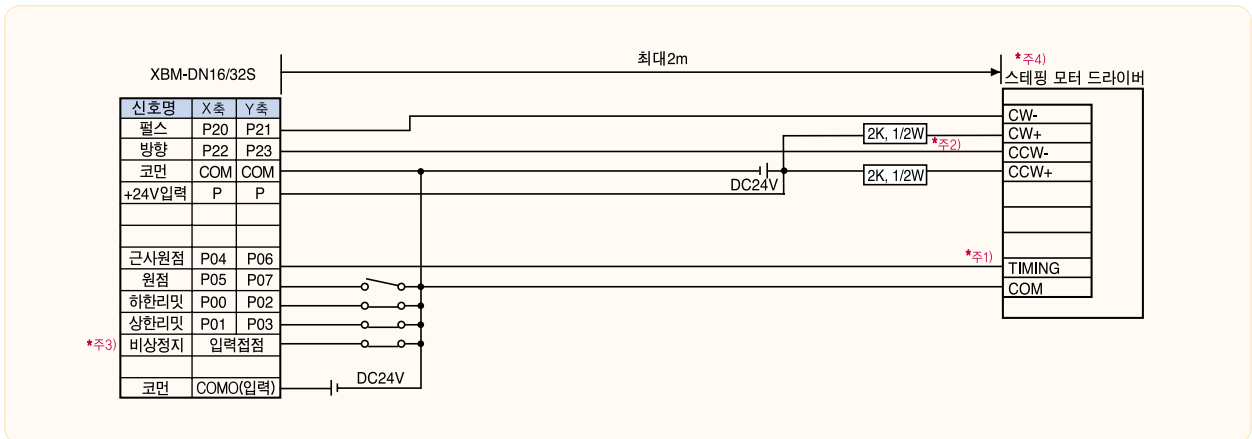 최대2m
XBM-DN16/32S
*주4)
스테핑 모터 드라이버
신호명 X축 Y축
펄스 P20 P21
방향 P22 P23
코먼 COM COM
+24V입력 P P
근사원점 P04 P06
원점 P05 P07
하한리밋 P00 P02
상한리밋 P01 P03
*주3) 비상정지 입력접점
코먼 COMO(입력)
DC24V
DC24V
2K, 1/2W
*주2)
2K, 1/2W
*주1)
CW-
CW+
CCW-
CCW+
TIMING
COM